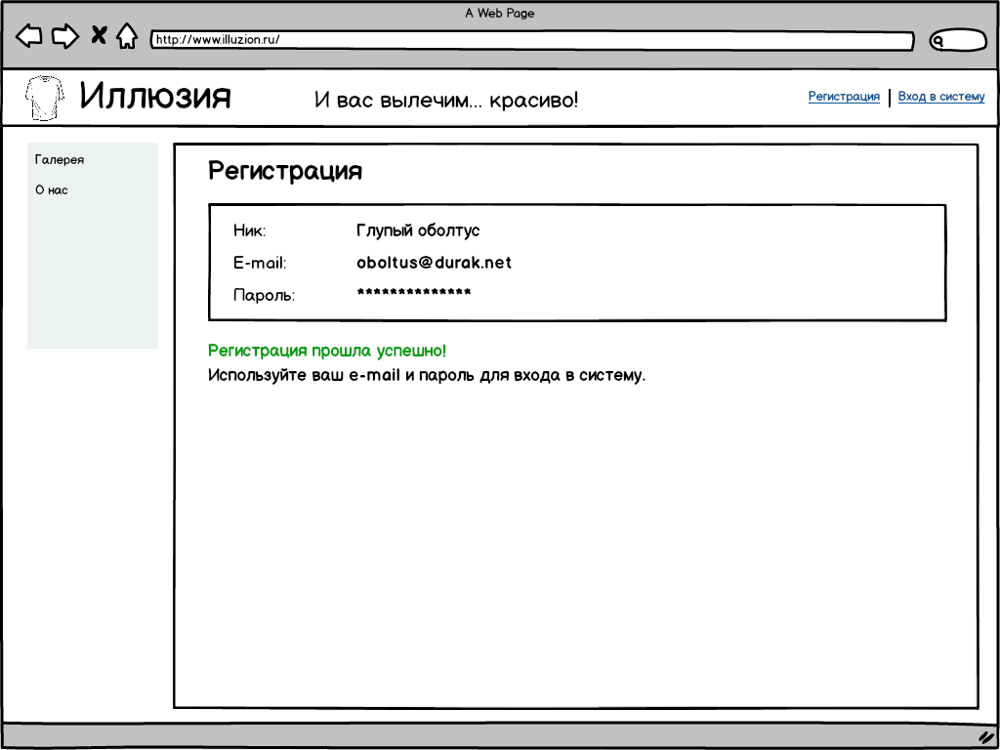 A Web Page
http://www.illuzion.ru/
Иллюзия
И вас вылечим... красиво!
Регистрация | Вход в систему
Галерея
О нас
Регистрация
Ник: Глупый оболтус
E-mail: oboltus@durak.net
Пароль: **************
Регистрация прошла успешно!
Используйте ваш e-mail и пароль для входа в систему.